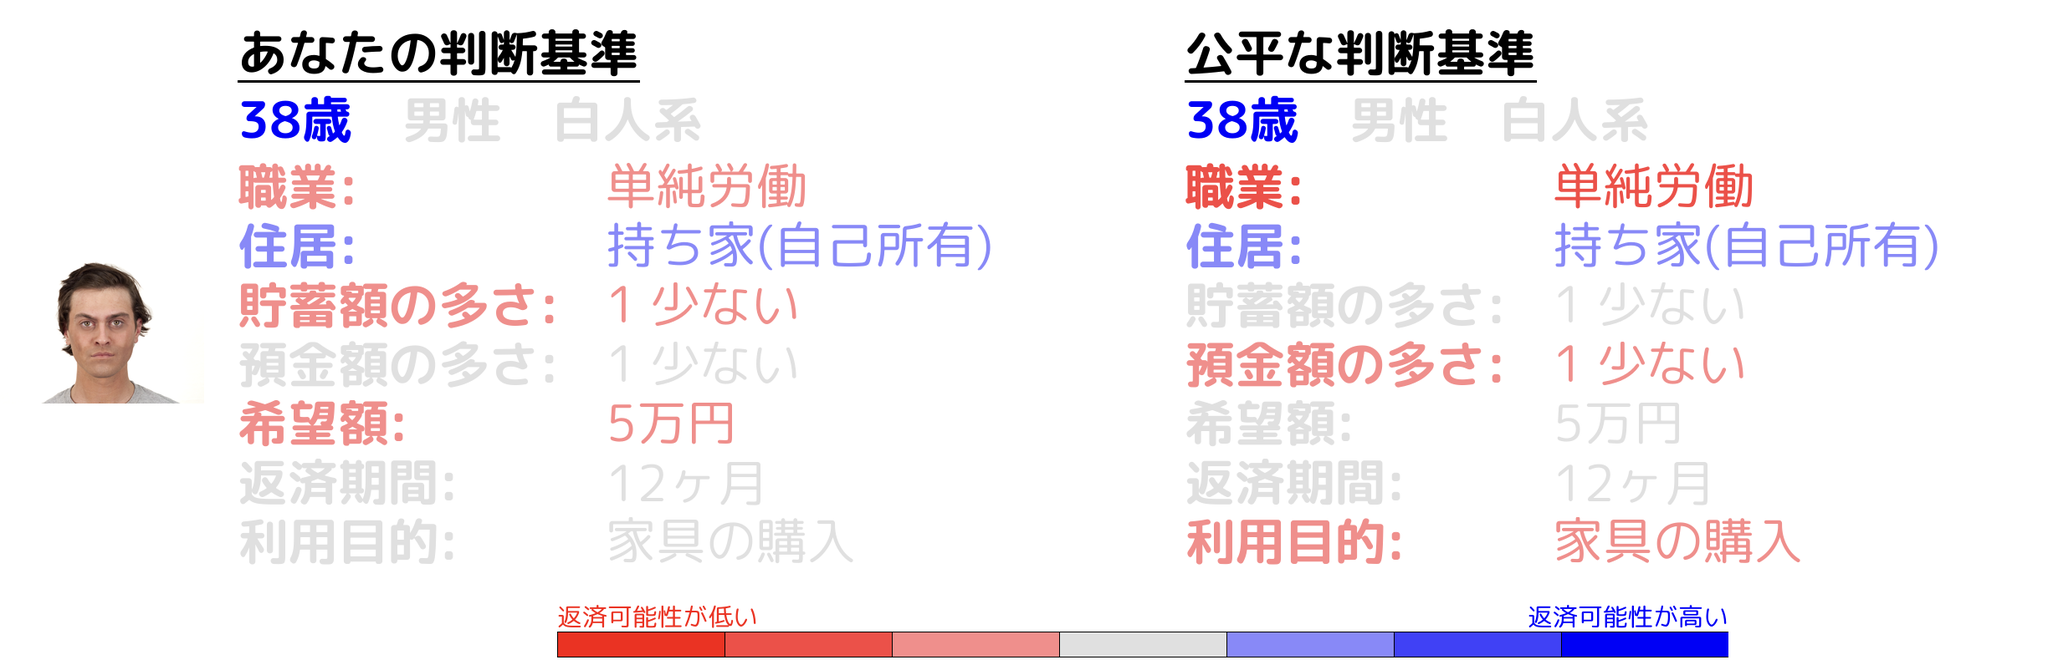 あなたの判断基準
38歳 男性 白人系
職業: 単純労働
住居: 持ち家(自己所有)
貯蓄額の多さ: 1 少ない
預金額の多さ: 1 少ない
希望額: 5万円
返済期間: 12ヶ月
利用目的: 家具の購入
公平な判断基準
38歳 男性 白人系
職業: 単純労働
住居: 持ち家(自己所有)
貯蓄額の多さ: 1 少ない
預金額の多さ: 1 少ない
希望額: 5万円
返済期間: 12ヶ月
利用目的: 家具の購入
返済可能性が低い
返済可能性が高い